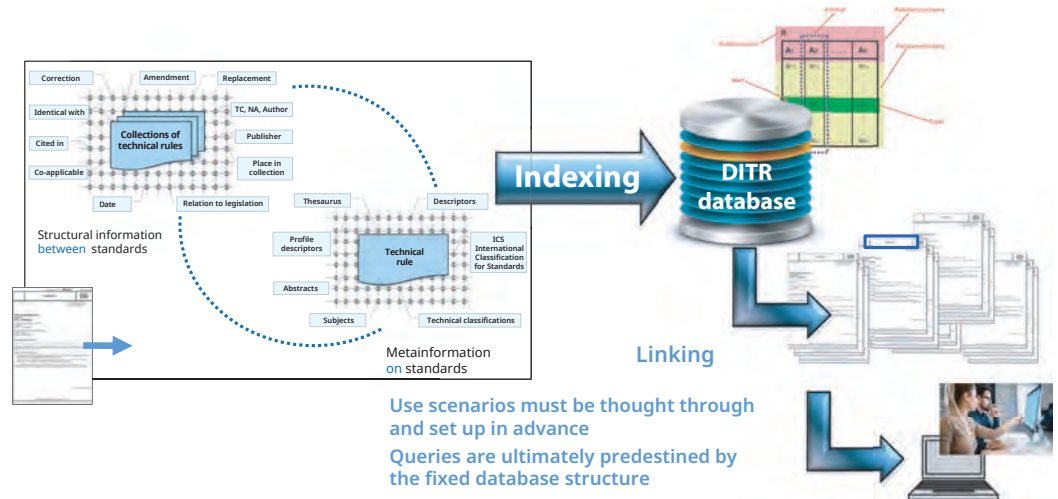 Correction
Amendment
Replacement
Identical with
TC, NA, Author
Collections of
technical rules
Publisher
Cited in
Place in
collection
Co-applicable
Date
Relation to legislation
Structural information
between standards
Thesaurus
Descriptors
Profile
descriptors
Technical
rule
ICS
International
Classification
for Standards
Abstracts
Subjects
Technical classifications
Metainformation
on standards
Indexing
R
A1 A2 ..... An
DITR
database
Linking
Use scenarios must be thought through
and set up in advance
Queries are ultimately predestined by
the fixed database structure